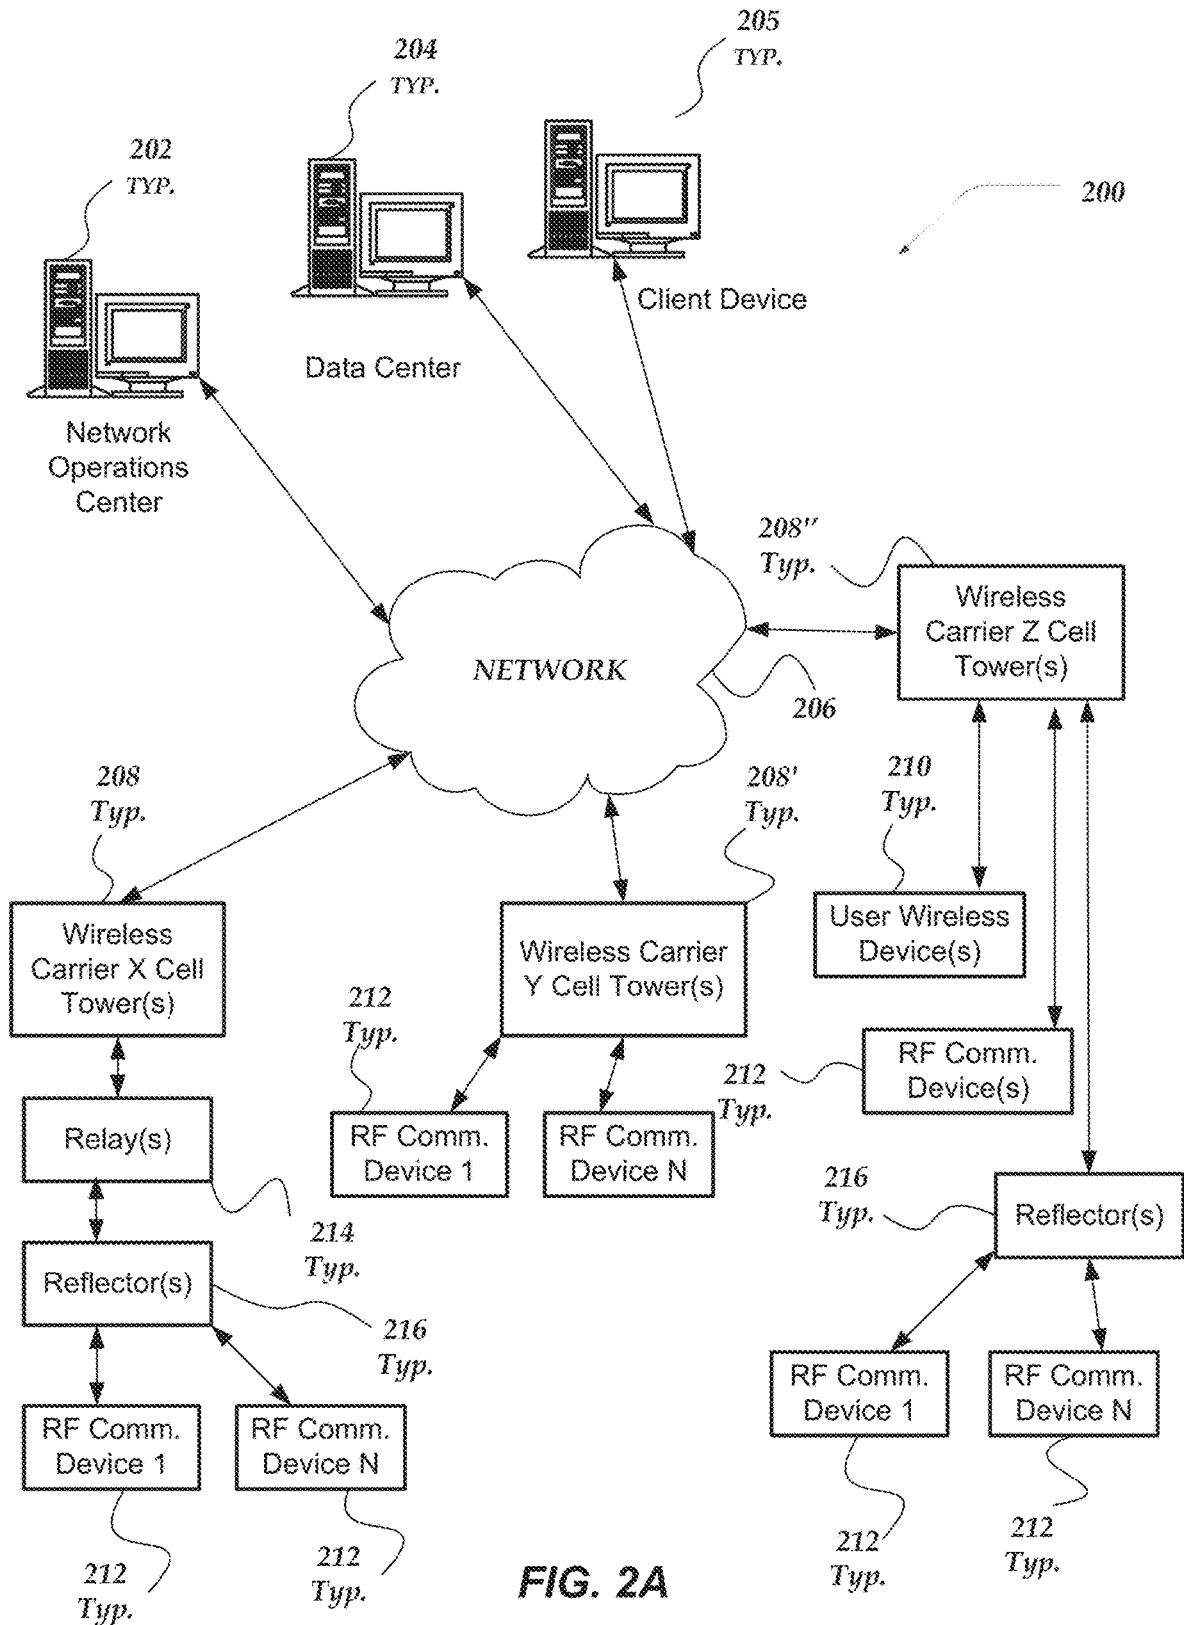 205
TYP.
204
TYP.
202
TYP.
200
Client Device
Data Center
Network
Operations
Center
208"
Typ.
Wireless
Carrier Z Cell
Tower(s)
NETWORK
206
208
Typ.
208'
Typ.
210
Typ.
Wireless
Carrier X Cell
Tower(s)
Wireless Carrier
Y Cell Tower(s)
User Wireless
Device(s)
212
Typ.
RF Comm.
Device(s)
212
Typ.
Relay(s)
RF Comm.
Device 1
RF Comm.
Device N
216
Typ.
Reflector(s)
214
Typ.
Reflector(s)
216
Typ.
RF Comm.
Device 1
RF Comm.
Device N
RF Comm.
Device 1
RF Comm.
Device N
212
Typ.
212
Typ.
212
Typ.
212
Typ.
FIG. 2A